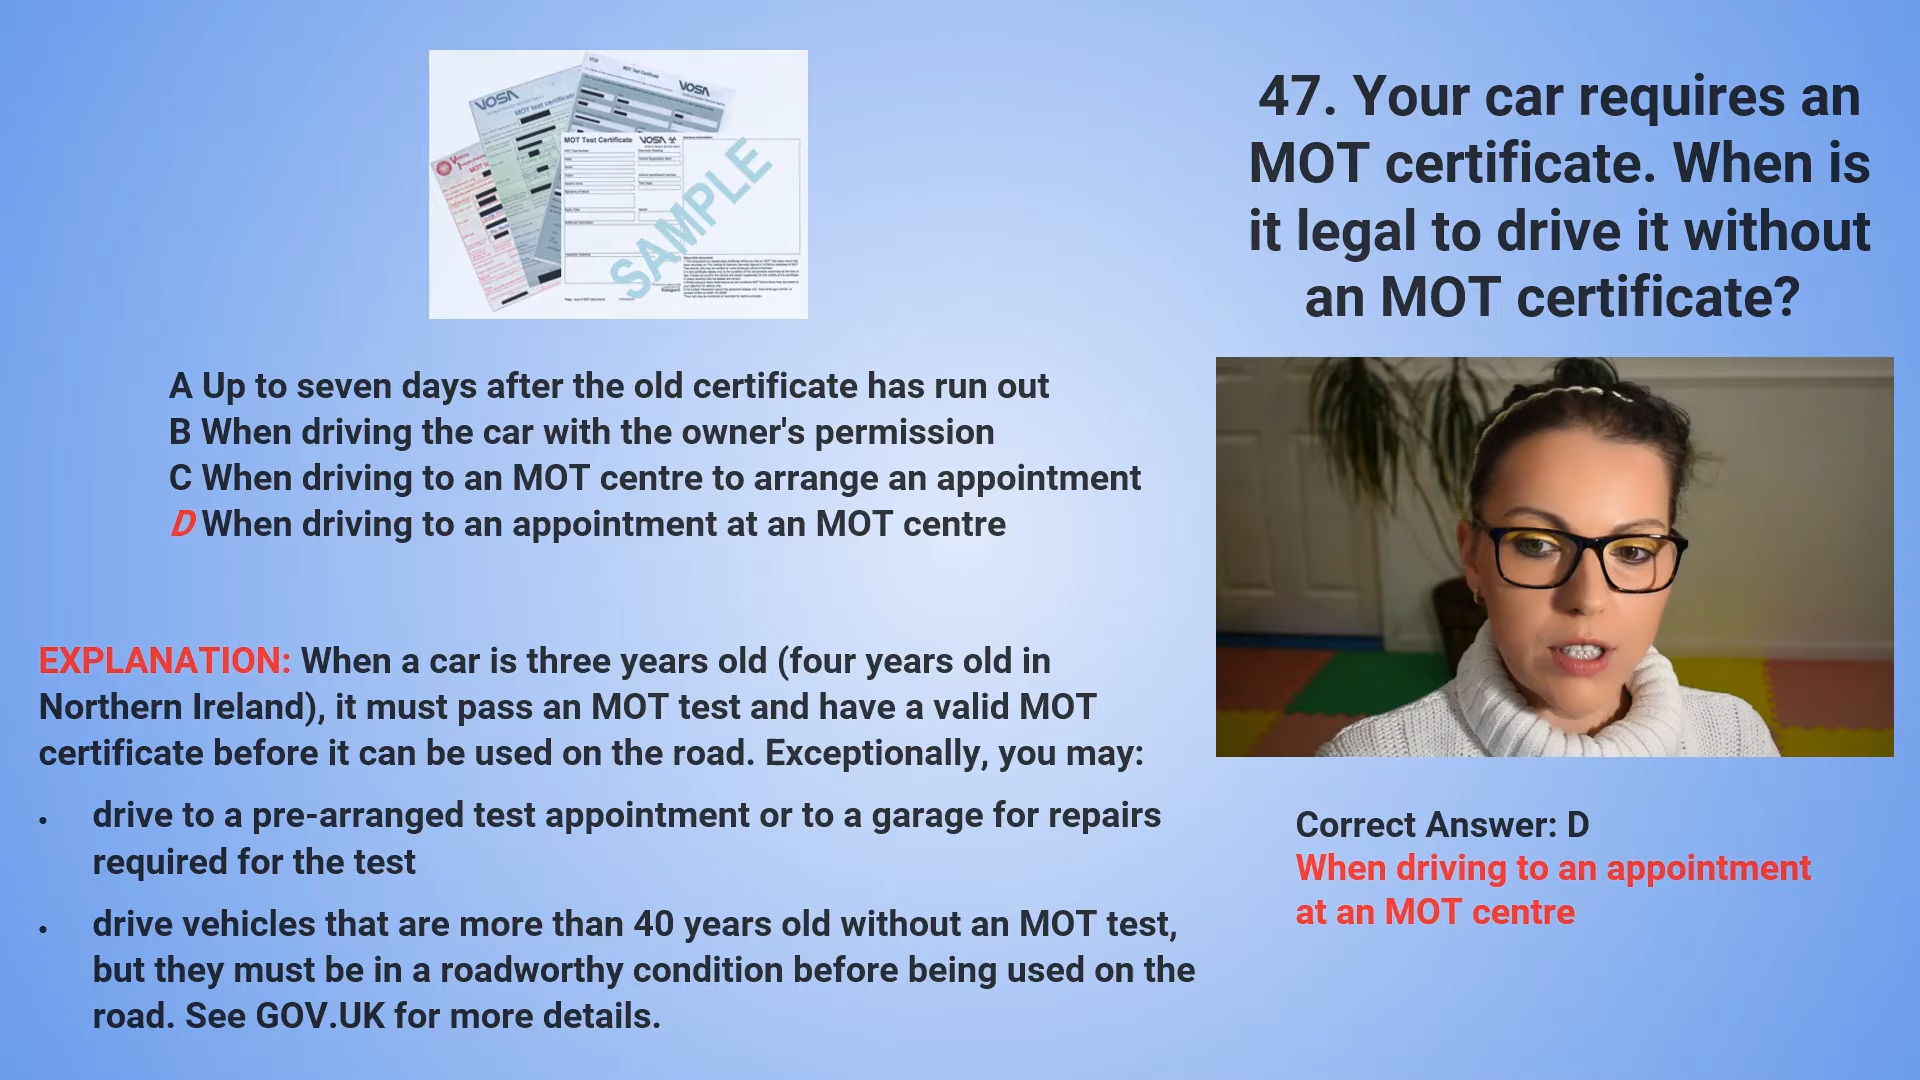 VOSA
MOT test certificate
MOT Test Certificate
VOSA
MOT Test Certificate
VOSA
SAMPLE
47. Your car requires an
MOT certificate. When is
it legal to drive it without
an MOT certificate?
A Up to seven days after the old certificate has run out
B When driving the car with the owner's permission
C When driving to an MOT centre to arrange an appointment
D When driving to an appointment at an MOT centre
EXPLANATION: When a car is three years old (four years old in
Northern Ireland), it must pass an MOT test and have a valid MOT
certificate before it can be used on the road. Exceptionally, you may:
• drive to a pre-arranged test appointment or to a garage for repairs
required for the test
• drive vehicles that are more than 40 years old without an MOT test,
but they must be in a roadworthy condition before being used on the
road. See GOV.UK for more details.
Correct Answer: D
When driving to an appointment
at an MOT centre